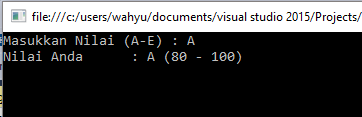 file:///c:/users/wahyu/documents/visual studio 2015/Projects/
Masukkan Nilai (A-E) : A
Nilai Anda      : A (80 - 100)